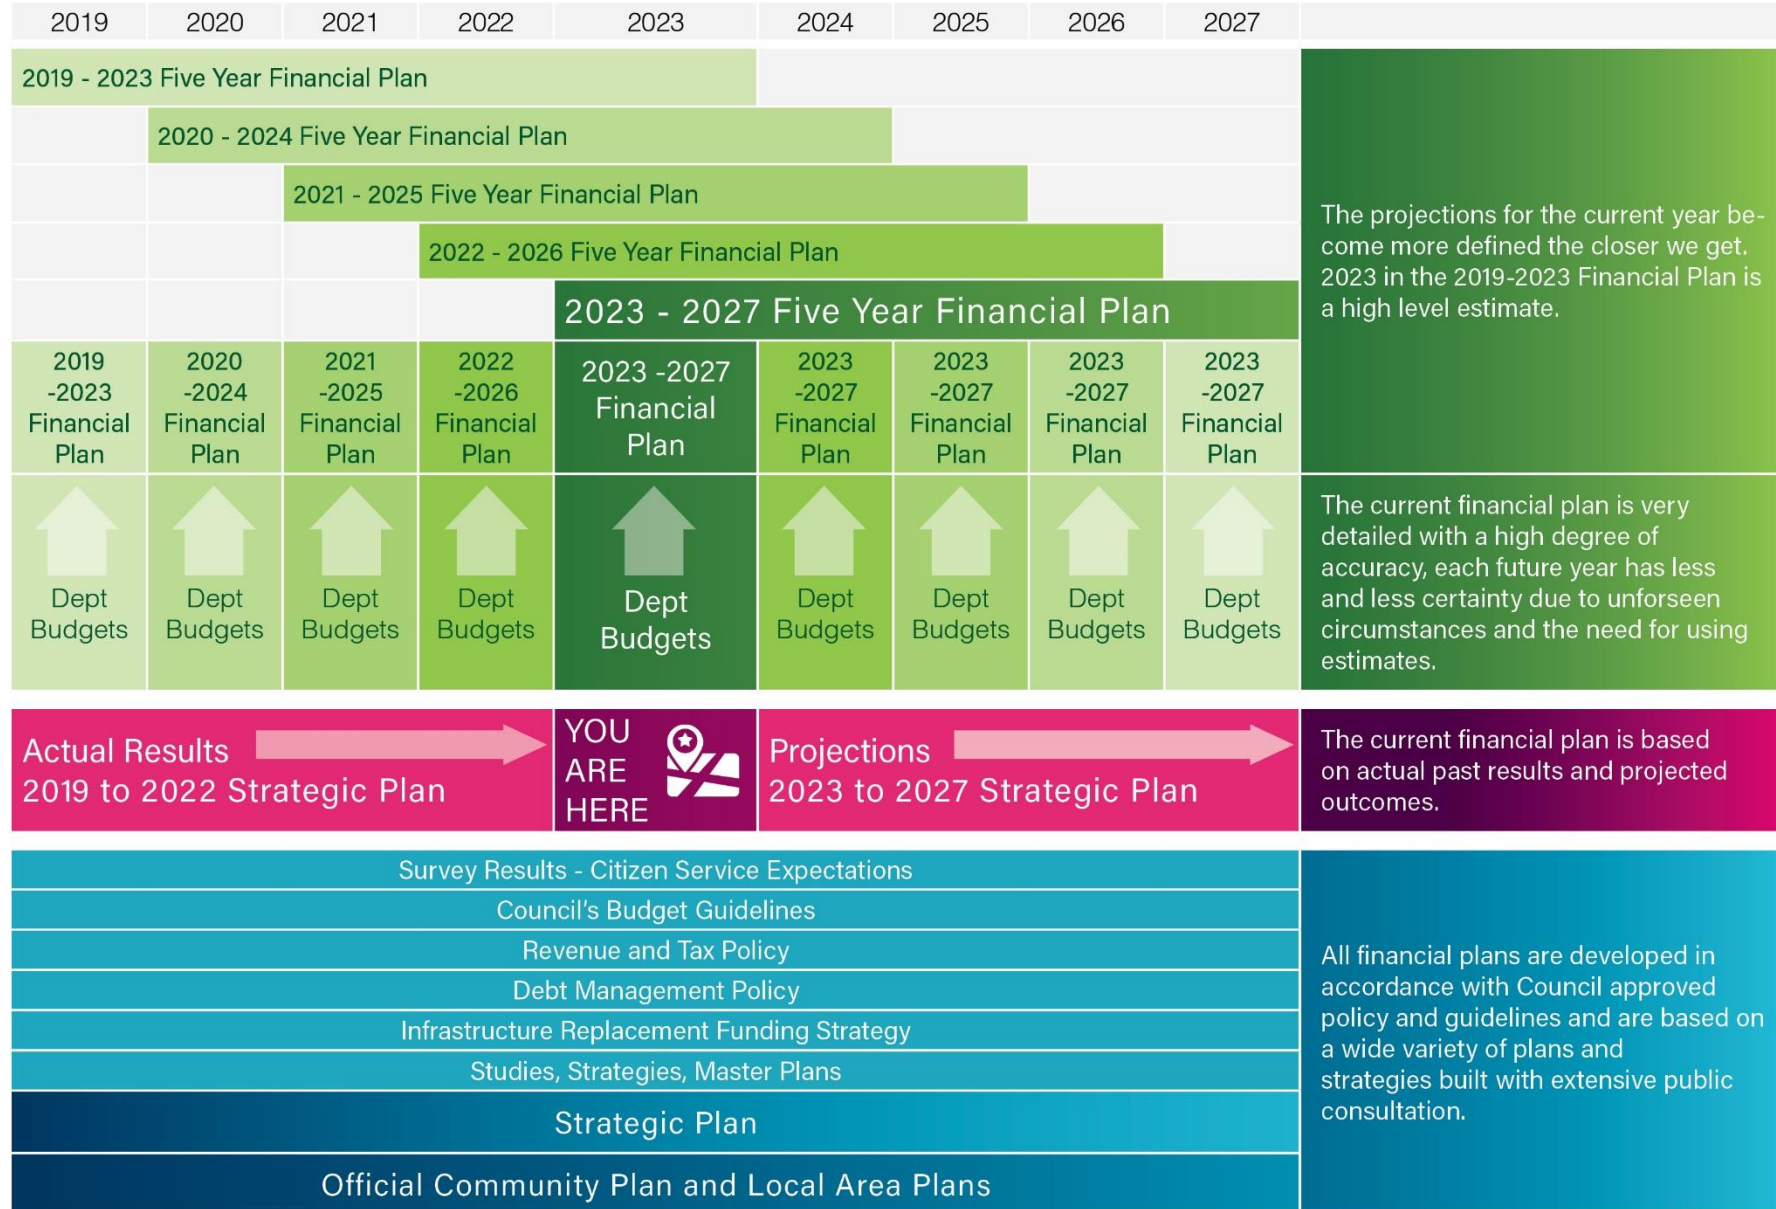 2019 2020 2021 2022 2023 2024 2025 2026 2027
2019 - 2023 Five Year Financial Plan
2020 - 2024 Five Year Financial Plan
2021 - 2025 Five Year Financial Plan
2022 - 2026 Five Year Financial Plan
2023 - 2027 Five Year Financial Plan
The projections for the current year be-
come more defined the closer we get.
2023 in the 2019-2023 Financial Plan is
a high level estimate.
2019
-2023
Financial
Plan
2020
-2024
Financial
Plan
2021
-2025
Financial
Plan
2022
-2026
Financial
Plan
2023 -2027
Financial
Plan
2023
-2027
Financial
Plan
2023
-2027
Financial
Plan
2023
-2027
Financial
Plan
2023
-2027
Financial
Plan
Dept
Budgets
Dept
Budgets
Dept
Budgets
Dept
Budgets
Dept
Budgets
Dept
Budgets
Dept
Budgets
Dept
Budgets
Dept
Budgets
The current financial plan is very
detailed with a high degree of
accuracy, each future year has less
and less certainty due to unforseen
circumstances and the need for using
estimates.
Actual Results
2019 to 2022 Strategic Plan
YOU
ARE
HERE
Projections
2023 to 2027 Strategic Plan
The current financial plan is based
on actual past results and projected
outcomes.
Survey Results - Citizen Service Expectations
Council's Budget Guidelines
Revenue and Tax Policy
Debt Management Policy
Infrastructure Replacement Funding Strategy
Studies, Strategies, Master Plans
Strategic Plan
Official Community Plan and Local Area Plans
All financial plans are developed in
accordance with Council approved
policy and guidelines and are based on
a wide variety of plans and
strategies built with extensive public
consultation.